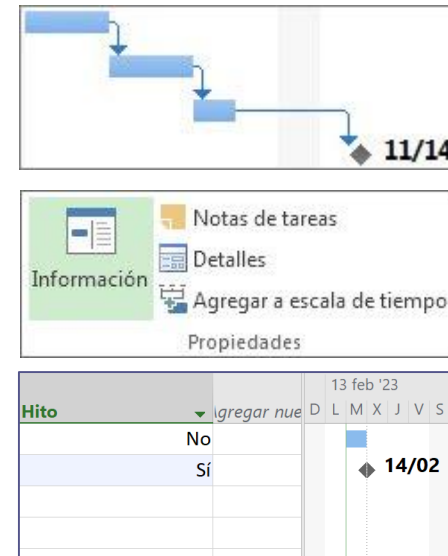 11/14
Notas de tareas
Detalles
Información
Agregar a escala de tiempo
Propiedades
13 feb '23
Hito
Agregar nue
D L M X J V S
No
Sí
14/02